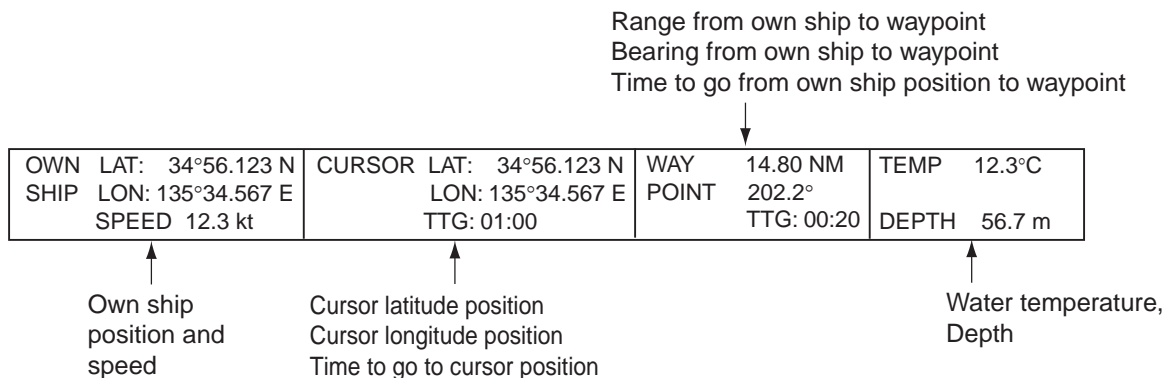 Range from own ship to waypoint
Bearing from own ship to waypoint
Time to go from own ship position to waypoint
OWN LAT: 34°56.123 N
SHIP LON: 135°34.567 E
SPEED 12.3 kt
CURSOR LAT: 34°56.123 N
LON: 135°34.567 E
TTG: 01:00
WAY 14.80 NM
POINT 202.2°
TTG: 00:20
TEMP 12.3°C
DEPTH 56.7 m
Own ship
position and
speed
Cursor latitude position
Cursor longitude position
Time to go to cursor position
Water temperature,
Depth